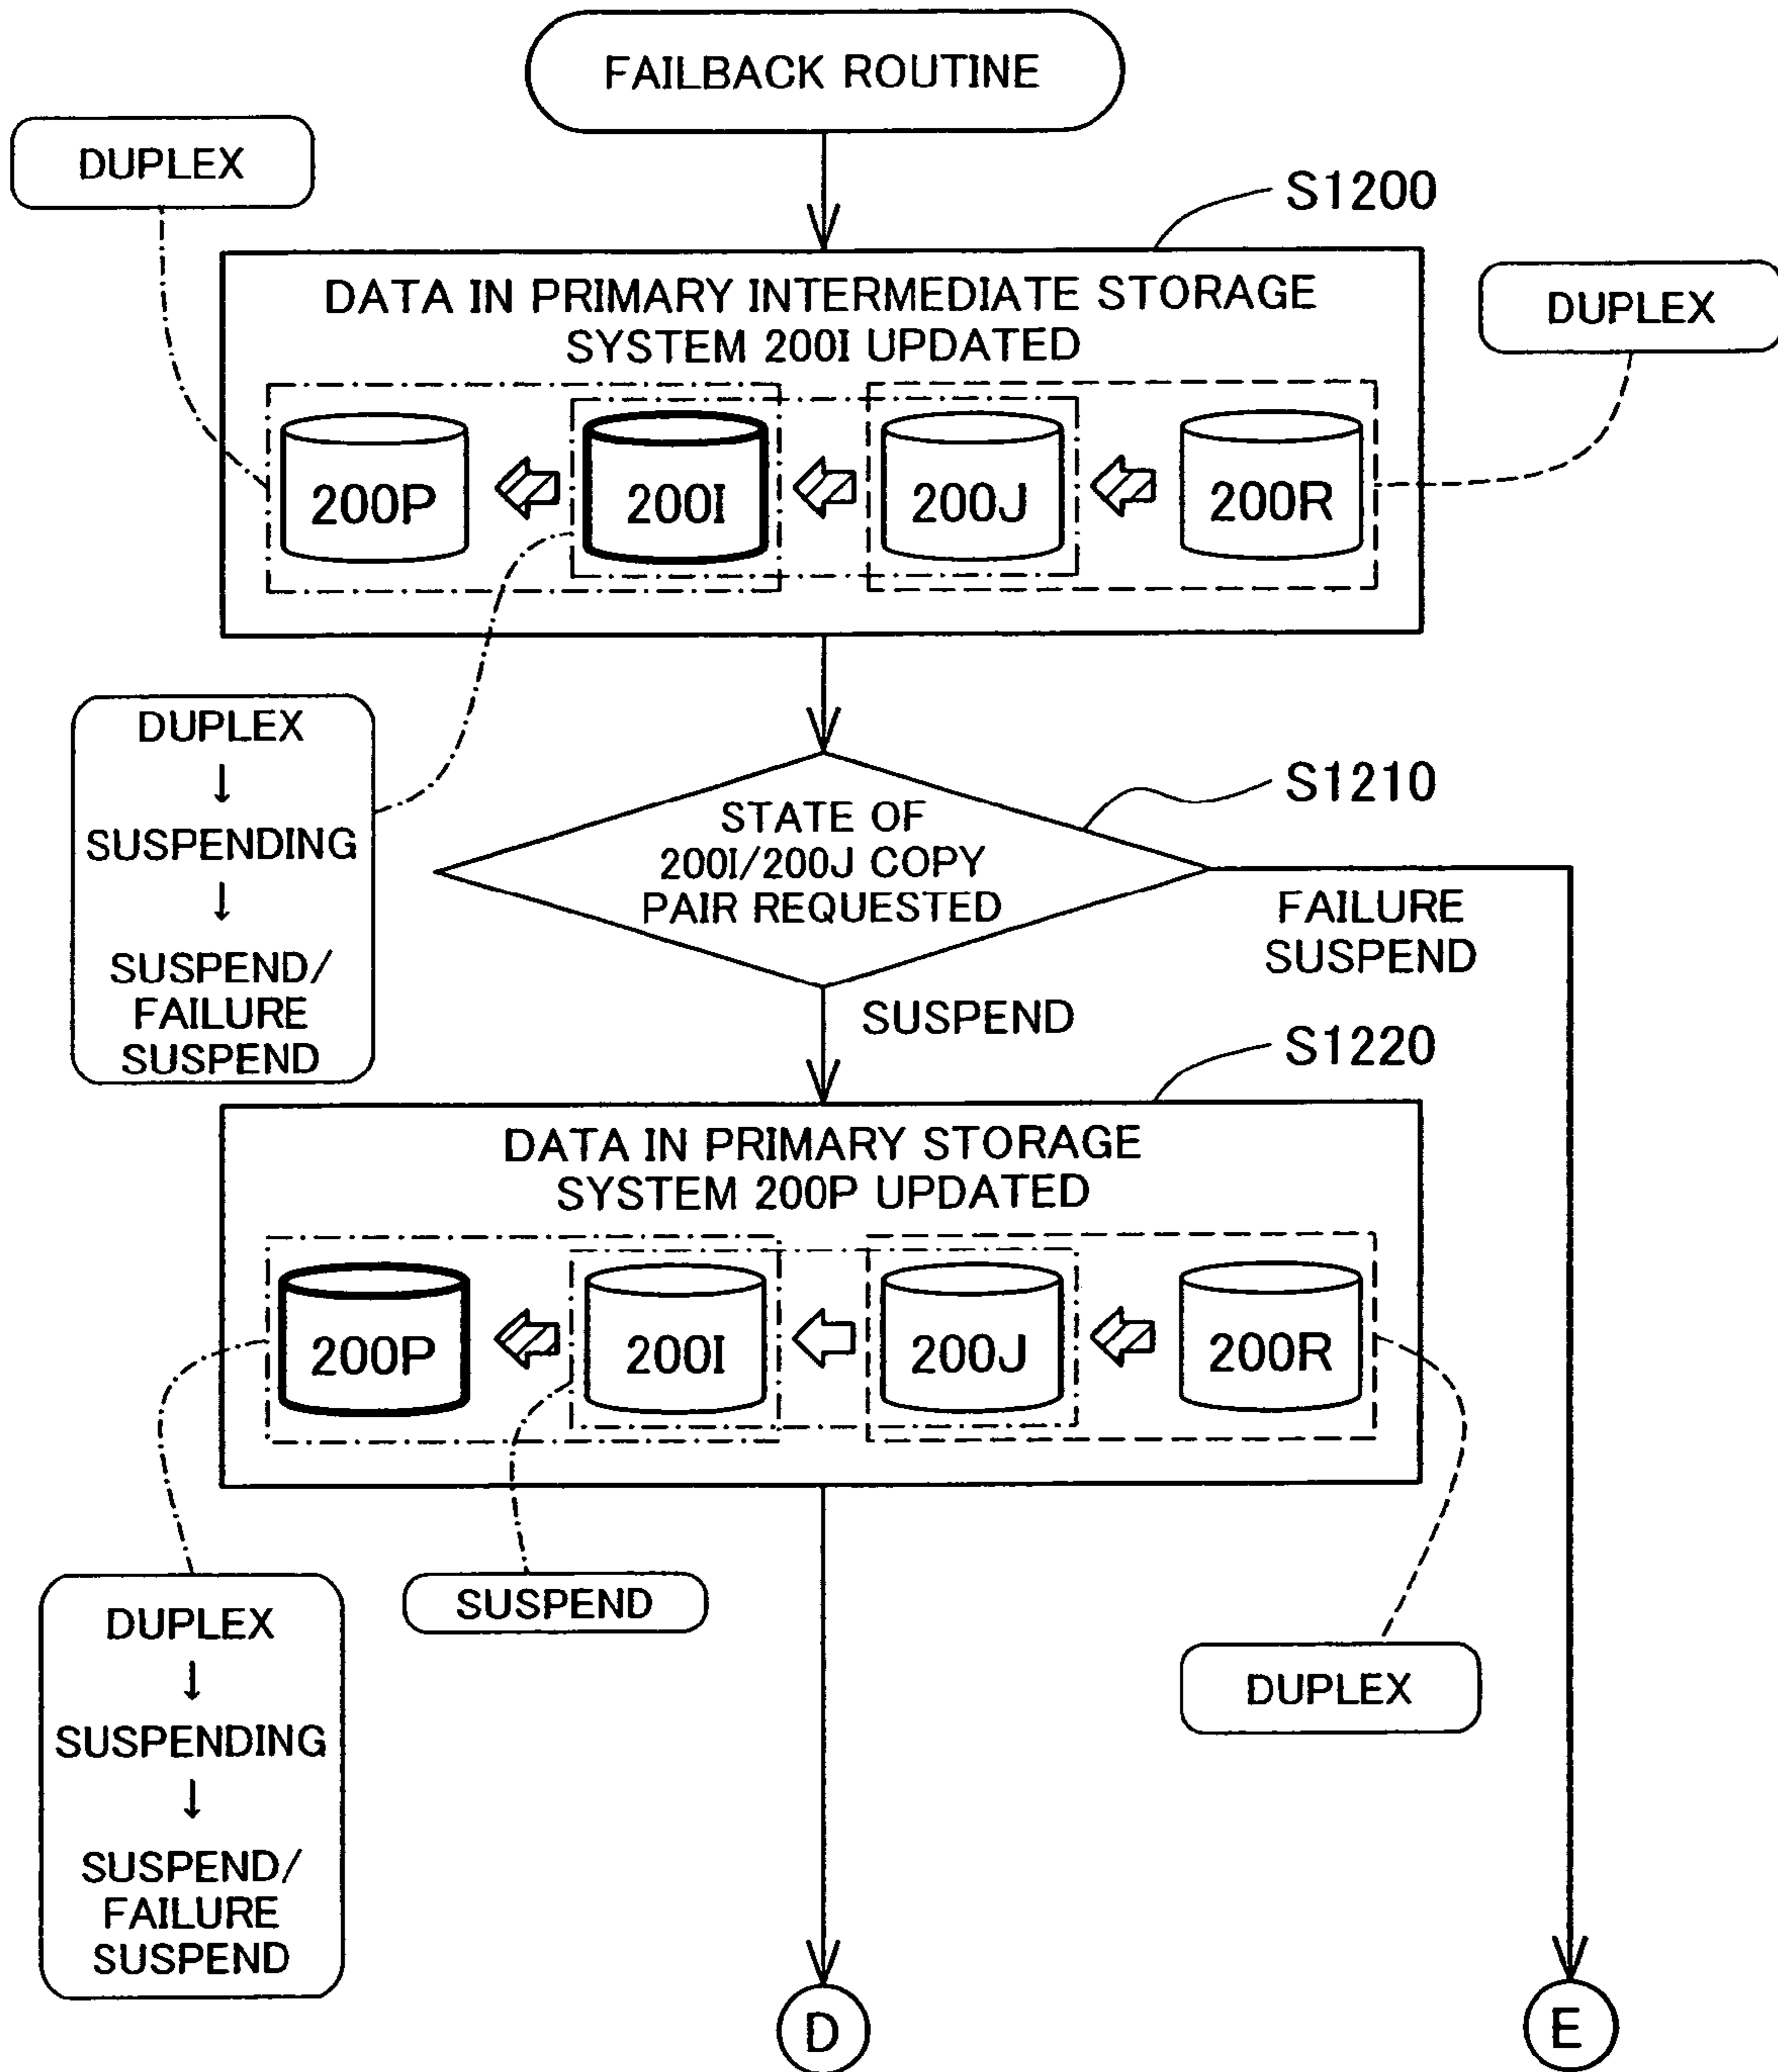 FAILBACK ROUTINE
DUPLEX
S1200
DATA IN PRIMARY INTERMEDIATE STORAGE
SYSTEM 200I UPDATED
DUPLEX
200P
200I
200J
200R
DUPLEX
↓
SUSPENDING
↓
SUSPEND/
FAILURE
SUSPEND
S1210
STATE OF
200I/200J COPY
PAIR REQUESTED
FAILURE
SUSPEND
SUSPEND
S1220
DATA IN PRIMARY STORAGE
SYSTEM 200P UPDATED
200P
200I
200J
200R
DUPLEX
↓
SUSPENDING
↓
SUSPEND/
FAILURE
SUSPEND
SUSPEND
DUPLEX
D
E